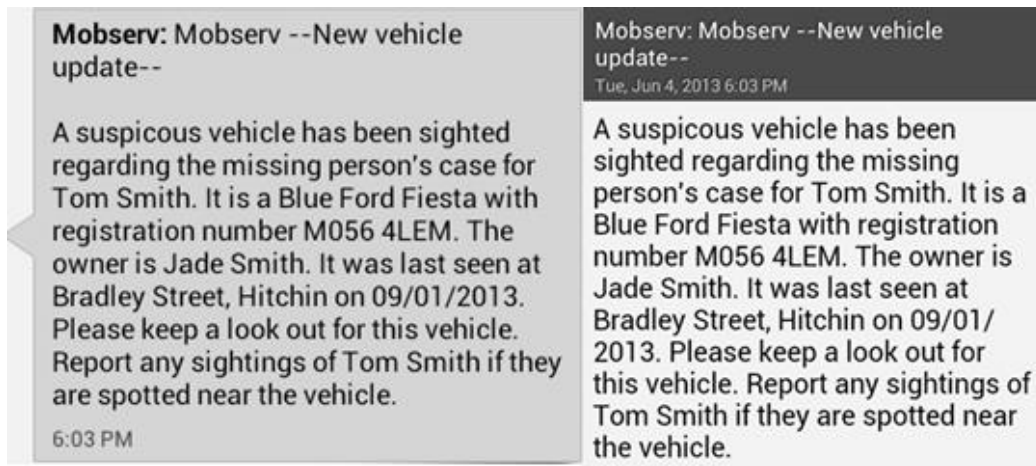 Mobserv: Mobserv --New vehicle
update--
A suspicous vehicle has been sighted
regarding the missing person's case for
Tom Smith. It is a Blue Ford Fiesta with
registration number M056 4LEM. The
owner is Jade Smith. It was last seen at
Bradley Street, Hitchin on 09/01/2013.
Please keep a look out for this vehicle.
Report any sightings of Tom Smith if they
are spotted near the vehicle.
6:03 PM
Mobserv: Mobserv --New vehicle
update--
Tue, Jun 4, 2013 6:03 PM
A suspicous vehicle has been
sighted regarding the missing
person's case for Tom Smith. It is a
Blue Ford Fiesta with registration
number M056 4LEM. The owner is
Jade Smith. It was last seen at
Bradley Street, Hitchin on 09/01/
2013. Please keep a look out for
this vehicle. Report any sightings of
Tom Smith if they are spotted near
the vehicle.